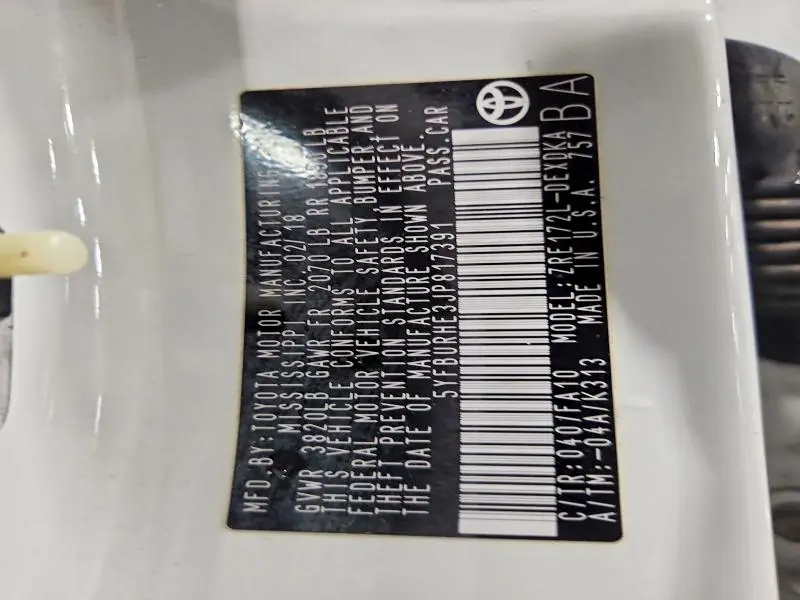 MFD.BY:TOYOTA MOTOR MANUFACTURING,
MISSISSIPPI INC. 02/18
GVWR 3820LB GAWR FR 2070 LB RR LB
THIS VEHICLE CONFORMS TO ALL APPLICABLE
FEDERAL MOTOR VEHICLE SAFETY BUMPER,AND
THEFT PREVENTION STANDARDS IN EFFECT ON
THE DATE OF MANUFACTURE SHOWN ABOVE.
5YFBURHE3JP817391 PASS.CAR
C/TR:040/FA10 MODEL:ZRE172L-DEXDKA
A/TM:-04A/K313 MADE IN U.S.A. 757 BA